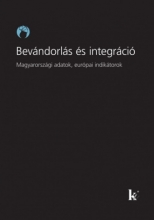 Bevándorlás és integráció
Magyarországi adatok, európai indikátorok
k